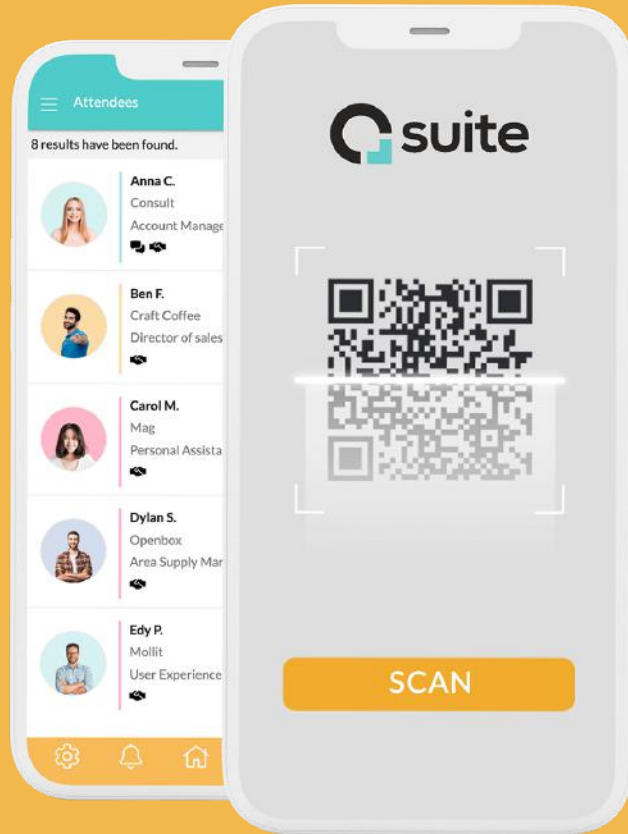 Attendees
8 results have been found.
Anna C.
Consult
Account Manage
Ben F.
Craft Coffee
Director of sales
Carol M.
Mag
Personal Assista
Dylan S.
Openbox
Area Supply Mar
Edy P.
Mollit
User Experience
suite
SCAN